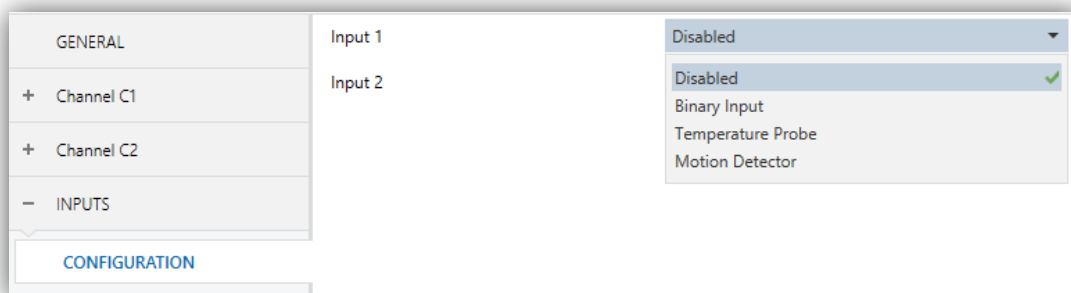 GENERAL
+ Channel C1
+ Channel C2
− INPUTS
CONFIGURATION
Input 1
Disabled
Input 2
Disabled
Binary Input
Temperature Probe
Motion Detector